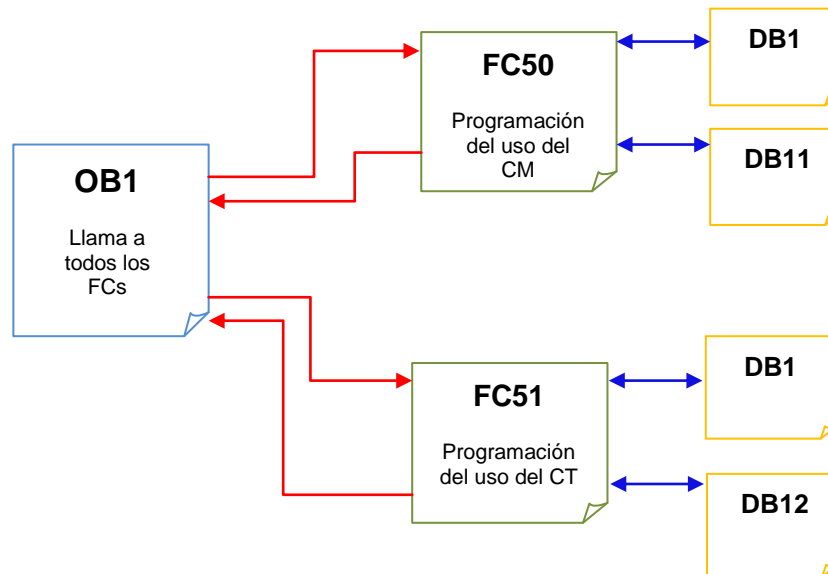 OB1
Llama a
todos los
FCs
FC50
Programación
del uso del
CM
DB1
DB11
FC51
Programación
del uso del CT
DB1
DB12